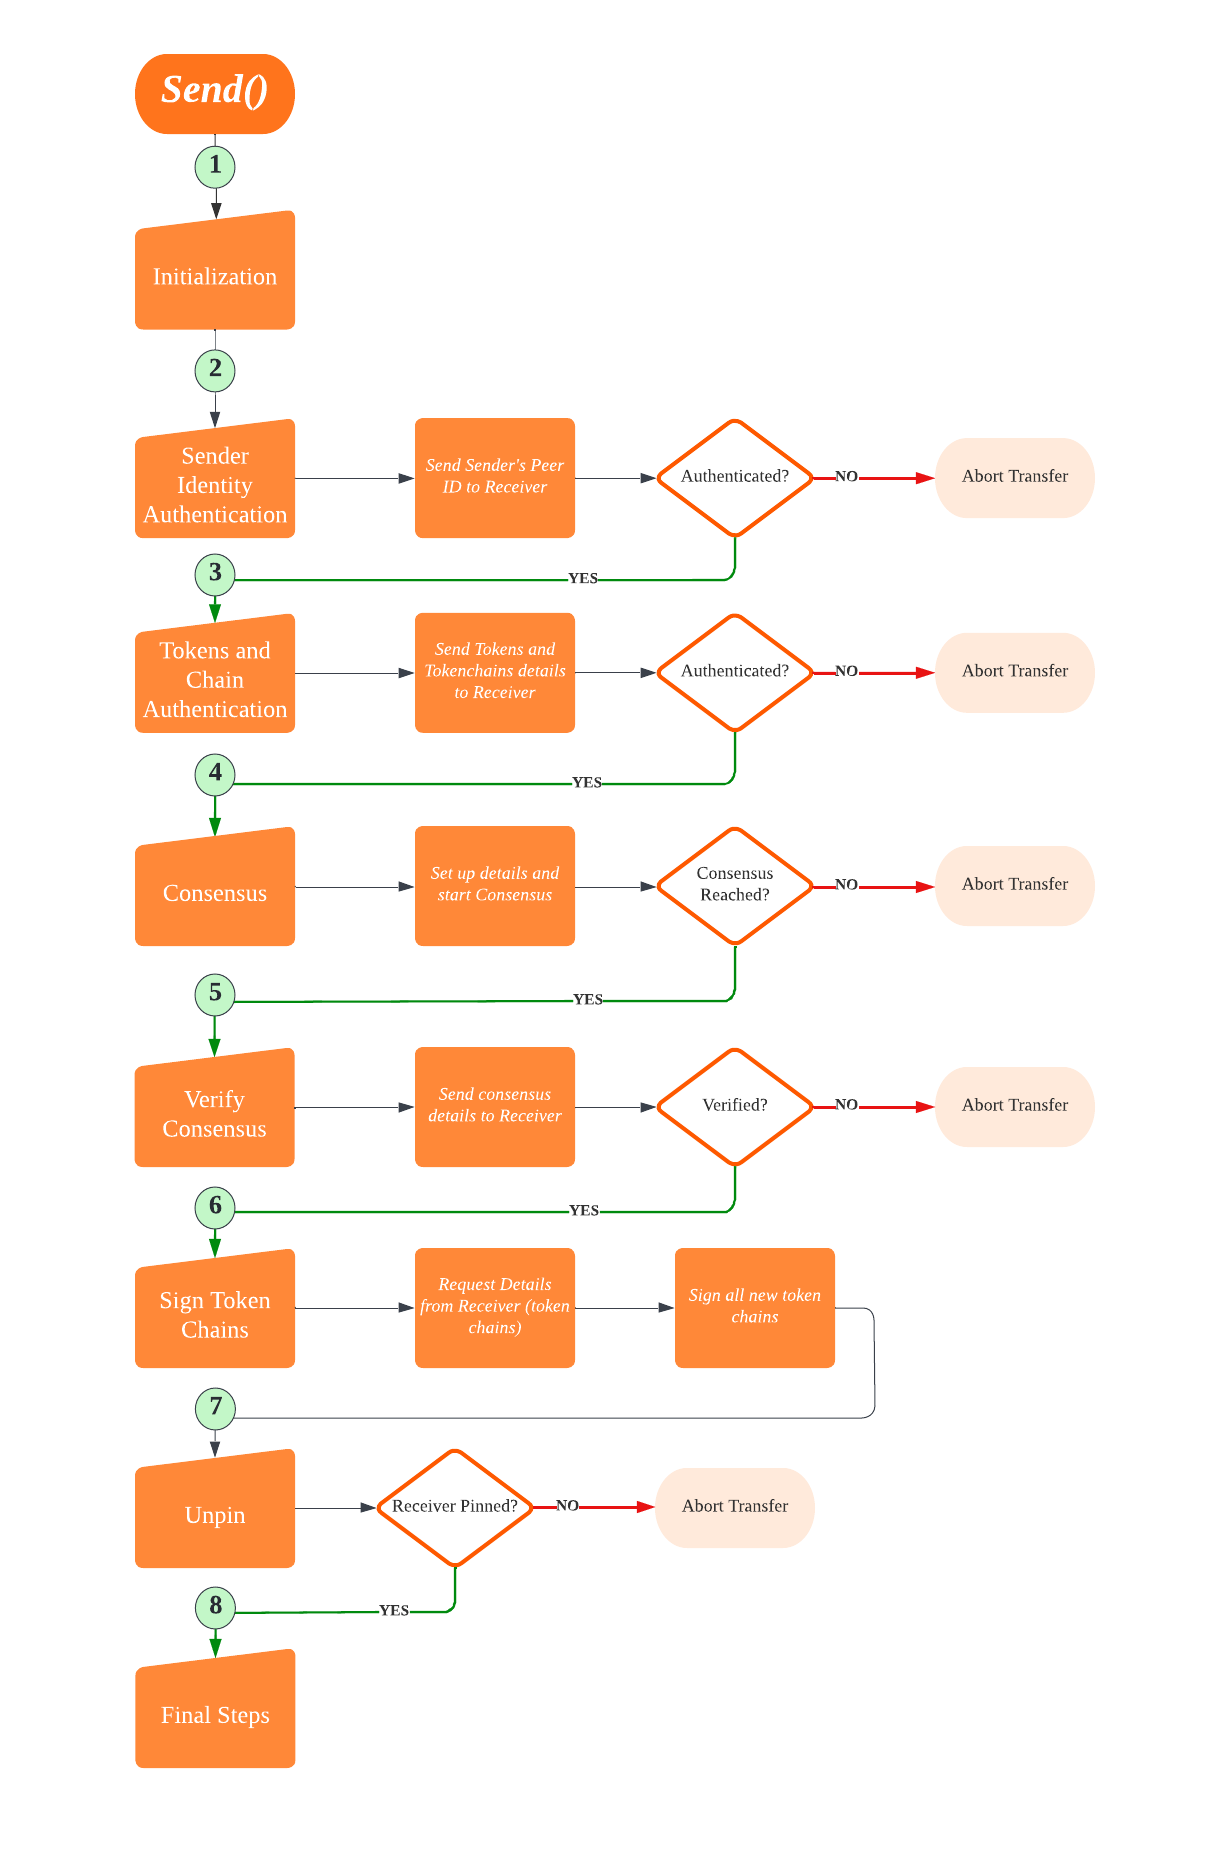 Send()
1
Initialization
2
Sender
Identity
Authentication
Send Sender's Peer
ID to Receiver
Authenticated?
NO
Abort Transfer
YES
3
Tokens and
Chain
Authentication
Send Tokens and
Tokenchains details
to Receiver
Authenticated?
NO
Abort Transfer
YES
4
Consensus
Set up details and
start Consensus
Consensus
Reached?
NO
Abort Transfer
YES
5
Verify
Consensus
Send consensus
details to Receiver
Verified?
NO
Abort Transfer
YES
6
Sign Token
Chains
Request Details
from Receiver (token
chains)
Sign all new token
chains
7
Unpin
Receiver Pinned?
NO
Abort Transfer
YES
8
Final Steps